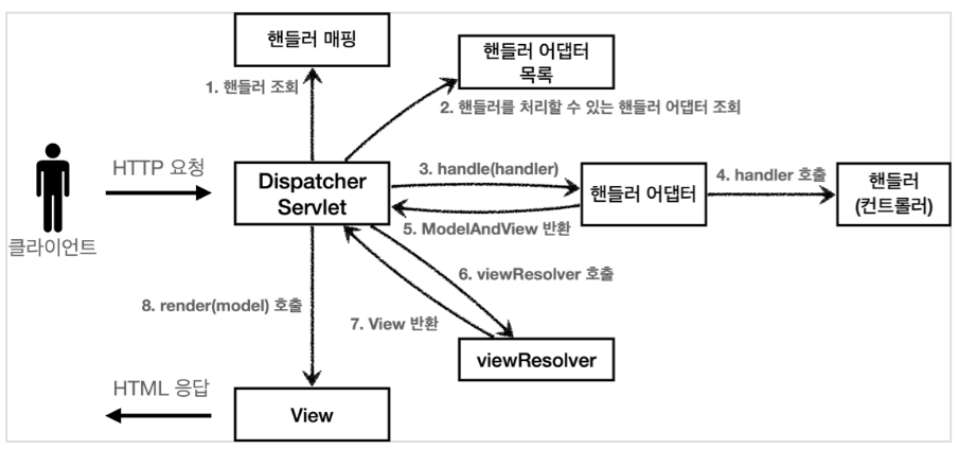 핸들러 매핑
핸들러 어댑터
목록
1. 핸들러 조회
2. 핸들러를 처리할 수 있는 핸들러 어댑터 조회
HTTP 요청
Dispatcher
Servlet
3. handle(handler)
핸들러 어댑터
4. handler 호출
핸들러
(컨트롤러)
클라이언트
5. ModelAndView 반환
6. viewResolver 호출
8. render(model) 호출
7. View 반환
viewResolver
HTML 응답
View